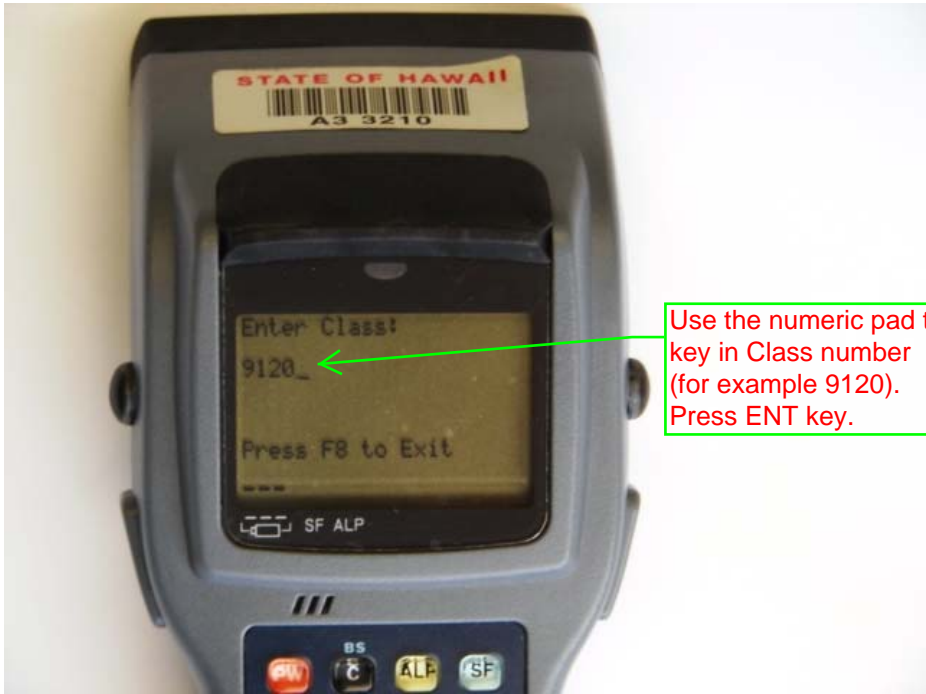 STATE OF HAWAII
A3 3210
Enter Class:
9120_
Press F8 to Exit
Use the numeric pad t
key in Class number
(for example 9120).
Press ENT key.
SF ALP
BS
PW C ALP SF